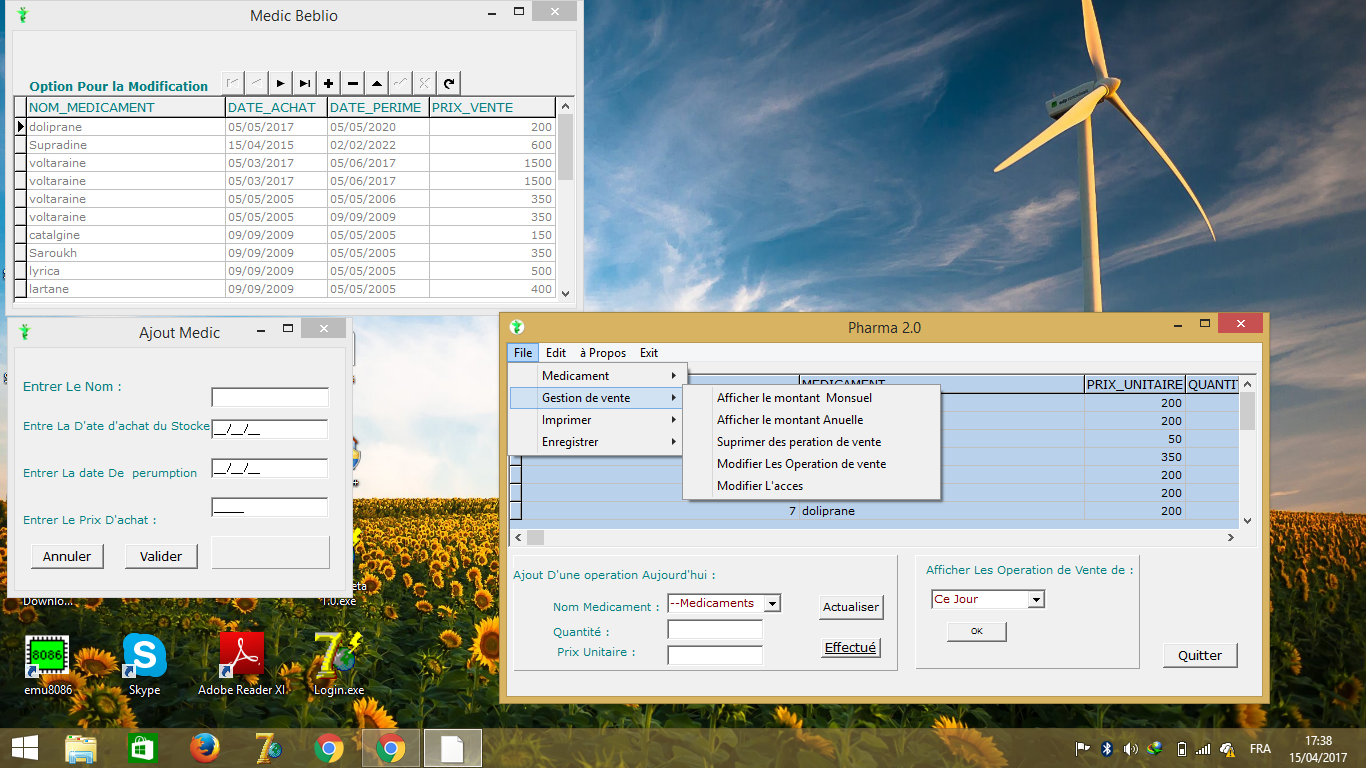 Medic Beblio
Option Pour la Modification
NOM_MEDICAMENT DATE_ACHAT DATE_PERIME PRIX_VENTE
doliprane 05/05/2017 05/05/2020 200
Supradine 15/04/2015 02/02/2022 600
voltaraine 05/03/2017 05/06/2017 1500
voltaraine 05/03/2017 05/06/2017 1500
voltaraine 05/05/2005 05/05/2006 350
voltaraine 05/05/2005 09/09/2009 350
catalgine 09/09/2009 05/05/2005 150
Saroukh 09/09/2009 05/05/2005 350
lyrica 09/09/2009 05/05/2005 500
lartane 09/09/2009 05/05/2005 400
Ajout Medic
Entrer Le Nom :
Entre La D'ate d'achat du Stocke __/__/__
Entrer La date De perumption __/__/__
Entrer Le Prix D'achat : ____
Annuler Valider
Pharma 2.0
File Edit à Propos Exit
Medicament
Gestion de vente
Imprimer
Enregistrer
Afficher le montant Monsuel
Afficher le montant Anuelle
Suprimer des peration de vente
Modifier Les Operation de vente
Modifier L'acces
MEDICAMENT PRIX_UNITAIRE QUANTIT
200
200
50
350
200
200
7 doliprane 200
Ajout D'une operation Aujourd'hui :
Nom Medicament : --Medicaments
Quantité :
Prix Unitaire :
Actualiser
Effectué
Afficher Les Operation de Vente de :
Ce Jour
OK
Quitter
Downlo...
1.0.exe
8086
emu8086
Skype
Adobe Reader XI
Login.exe
FRA
17:38
15/04/2017